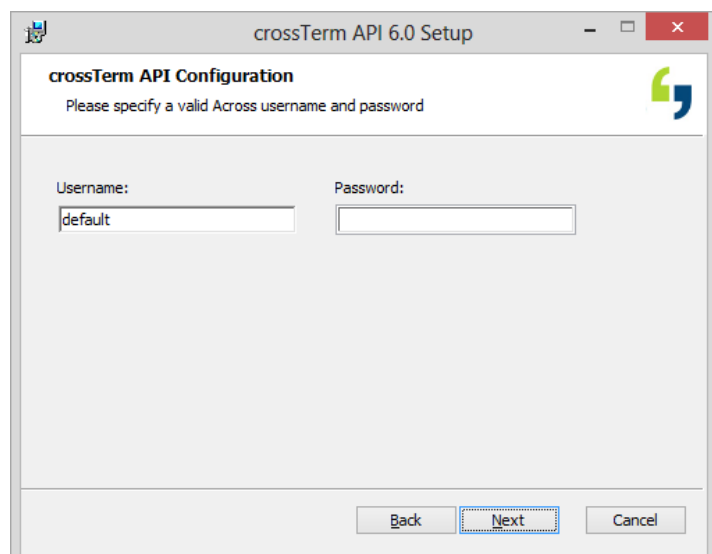 crossTerm API 6.0 Setup
crossTerm API Configuration
Please specify a valid Across username and password
Username: Password:
default
Back Next Cancel